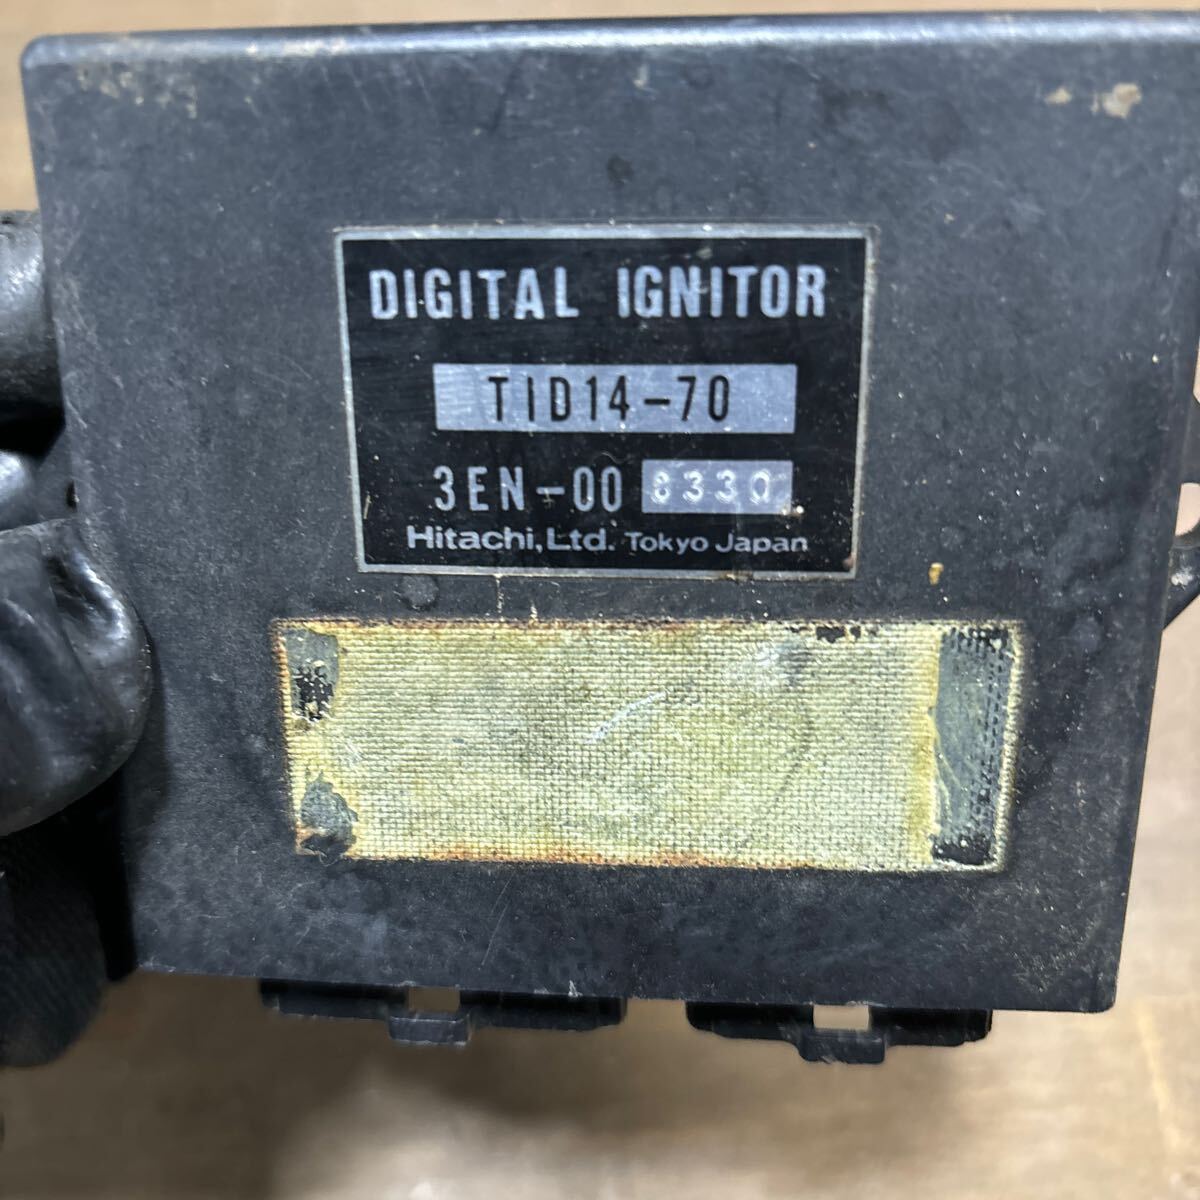 DIGITAL IGNITOR
TID14-70
3EN-00 8330
Hitachi, Ltd. Tokyo Japan